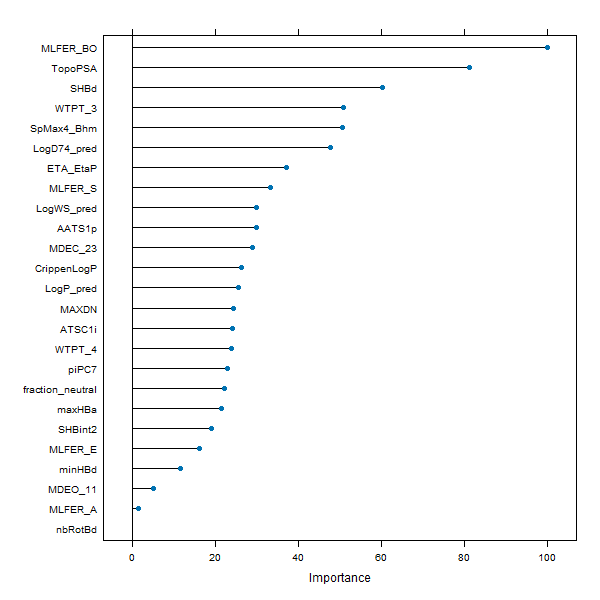 MLFER_BO
TopoPSA
SHBd
WTPT_3
SpMax4_Bhm
LogD74_pred
ETA_EtaP
MLFER_S
LogWS_pred
AATS1p
MDEC_23
CrippenLogP
LogP_pred
MAXDN
ATSC1i
WTPT_4
piPC7
fraction_neutral
maxHBa
SHBint2
MLFER_E
minHBd
MDEO_11
MLFER_A
nbRotBd
0 20 40 60 80 100
Importance